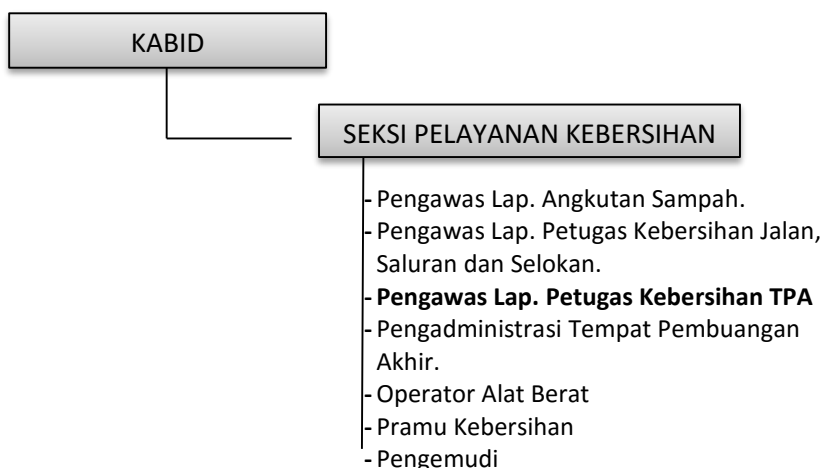 KABID
SEKSI PELAYANAN KEBERSIHAN
- Pengawas Lap. Angkutan Sampah.
- Pengawas Lap. Petugas Kebersihan Jalan,
Saluran dan Selokan.
- Pengawas Lap. Petugas Kebersihan TPA
- Pengadministrasi Tempat Pembuangan
Akhir.
- Operator Alat Berat
- Pramu Kebersihan
- Pengemudi